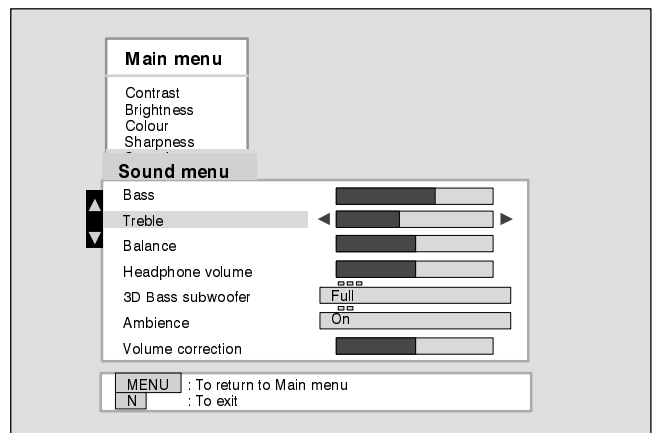 Main menu
Contrast
Brightness
Colour
Sharpness
Sound menu
Bass
Treble
Balance
Headphone volume
3D Bass subwoofer Full
Ambience On
Volume correction
MENU : To return to Main menu
N : To exit